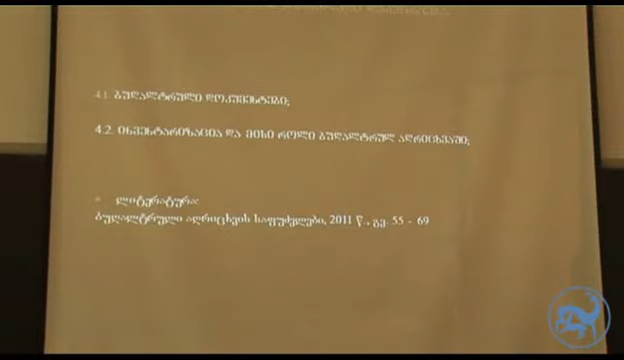 4.1. ბუღალტრული დოკუმენტები;
4.2. ინვენტარიზაცია და მისი როლი ბუღალტრულ აღრიცხვაში;
ლიტერატურა:
ბუღალტრული აღრიცხვის საფუძვლები, 2011 წ., გვ. 55 - 69